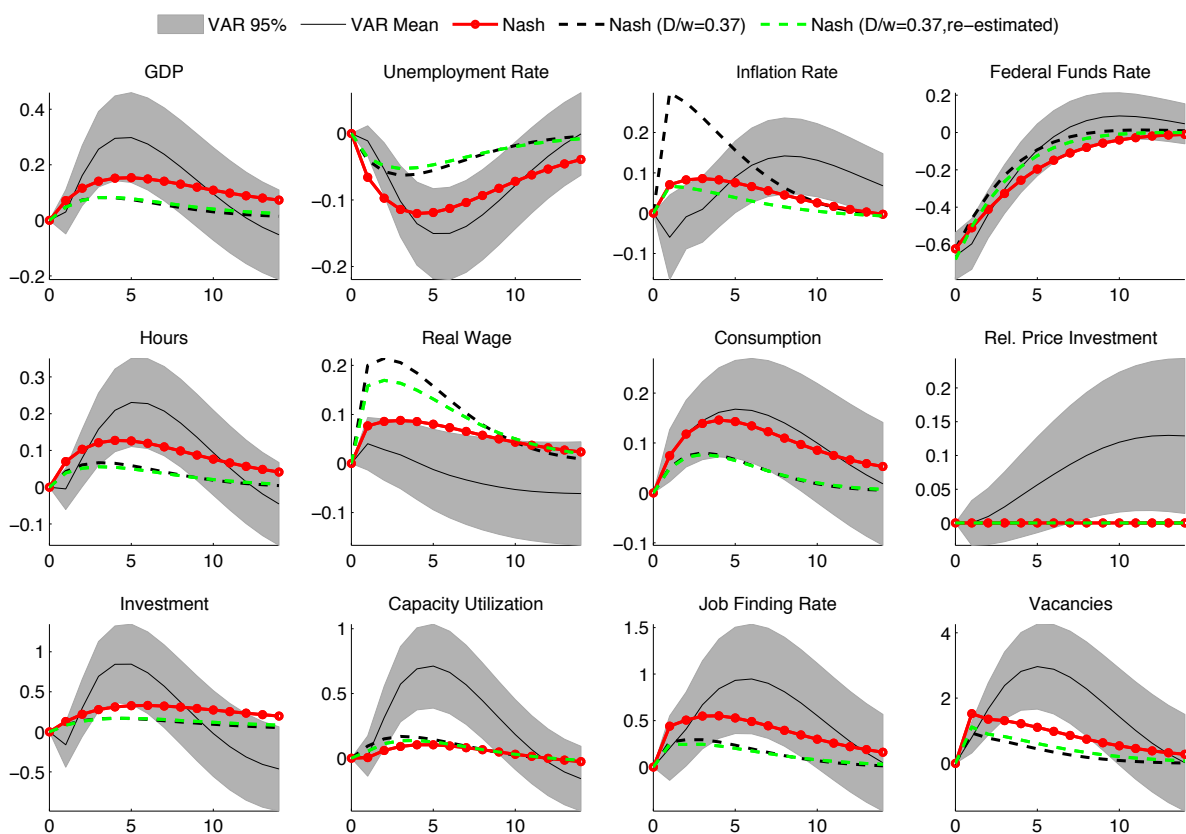 VAR 95% VAR Mean Nash Nash (D/w=0.37) Nash (D/w=0.37,re-estimated)
GDP
0.4
0.2
0
−0.2
0 5 10
Unemployment Rate
0
−0.1
−0.2
0 5 10
Inflation Rate
0.2
0.1
0
−0.1
0 5 10
Federal Funds Rate
0.2
0
−0.2
−0.4
−0.6
0 5 10
Hours
0.3
0.2
0.1
0
−0.1
0 5 10
Real Wage
0.2
0.1
0
−0.1
0 5 10
Consumption
0.2
0.1
0
−0.1
0 5 10
Rel. Price Investment
0.2
0.15
0.1
0.05
0
0 5 10
Investment
1
0.5
0
−0.5
0 5 10
Capacity Utilization
1
0.5
0
0 5 10
Job Finding Rate
1.5
1
0.5
0
0 5 10
Vacancies
4
2
0
0 5 10